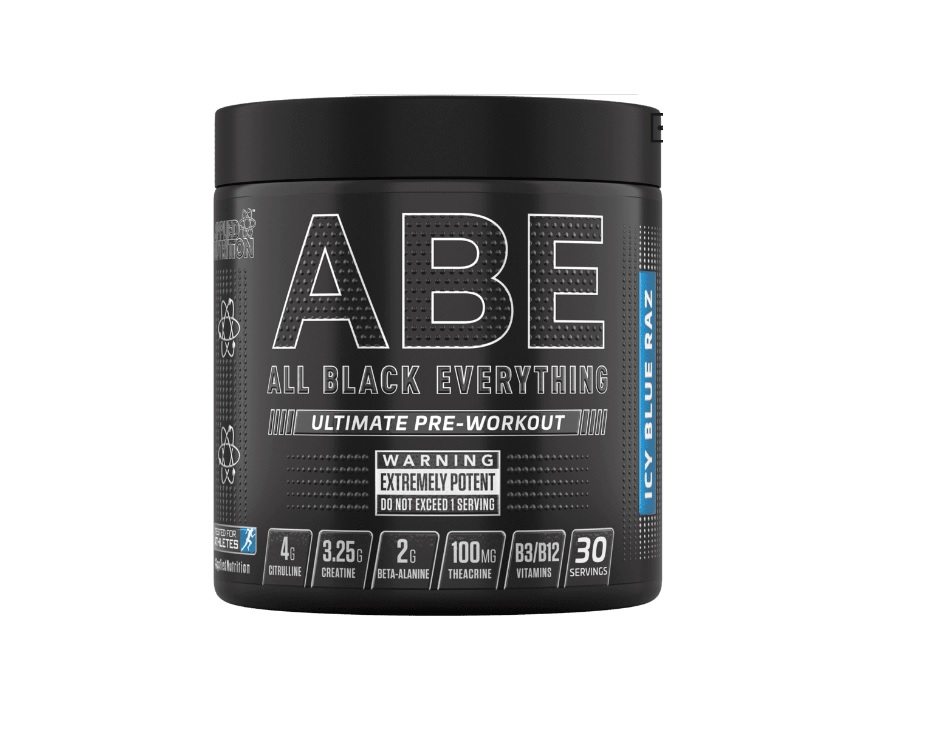 ABE
ALL BLACK EVERYTHING
ULTIMATE PRE-WORKOUT
WARNING
EXTREMELY POTENT
DO NOT EXCEED 1 SERVING
4G
CITRULLINE
3.25G
CREATINE
2G
BETA-ALANINE
100MG
THEACRINE
B3/B12
VITAMINS
30
SERVINGS
ICY BLUE RAZ